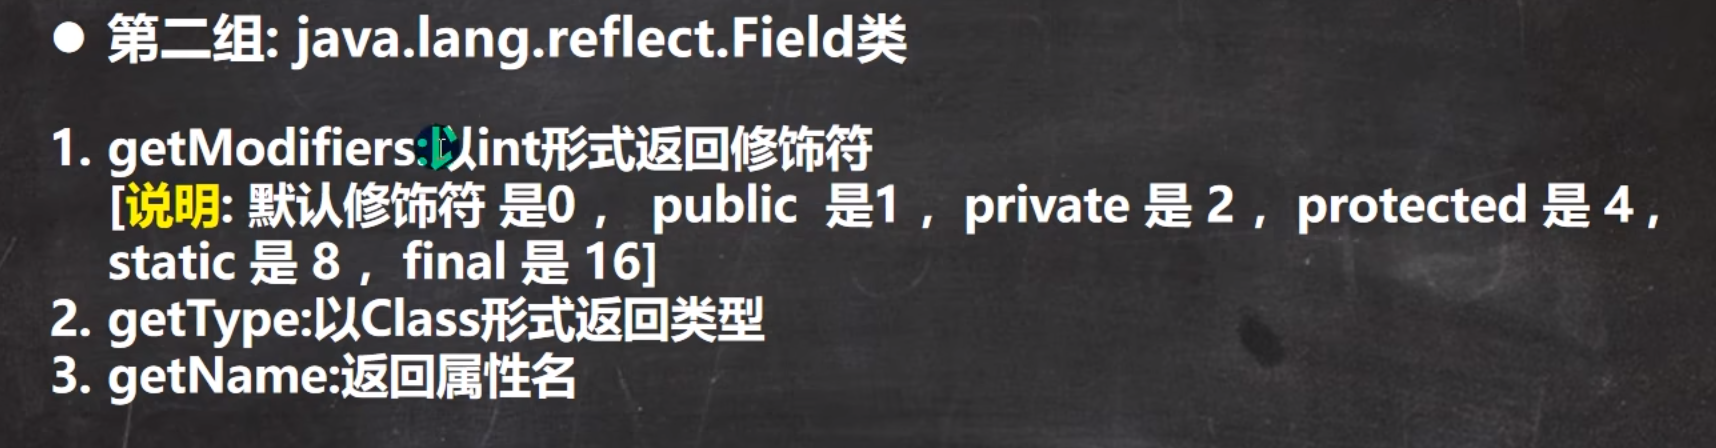 ● 第二组: java.lang.reflect.Field类
1. getModifiers:以int形式返回修饰符
[说明: 默认修饰符 是0 ， public 是1 ，private 是 2 ，protected 是 4 ,
static 是 8 ，final 是 16]
2. getType:以Class形式返回类型
3. getName:返回属性名